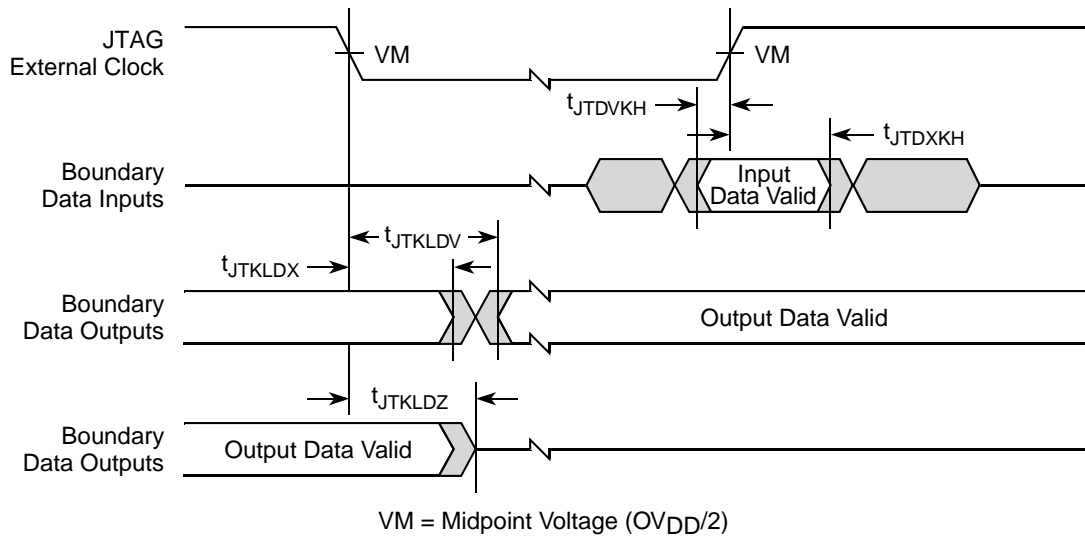 JTAG
External Clock
VM
VM
tJTDVKH
tJTDXKH
Boundary
Data Inputs
Input
Data Valid
tJTKLDV
tJTKLDX
Boundary
Data Outputs
Output Data Valid
tJTKLDZ
Boundary
Data Outputs
Output Data Valid
VM = Midpoint Voltage (OVDD/2)